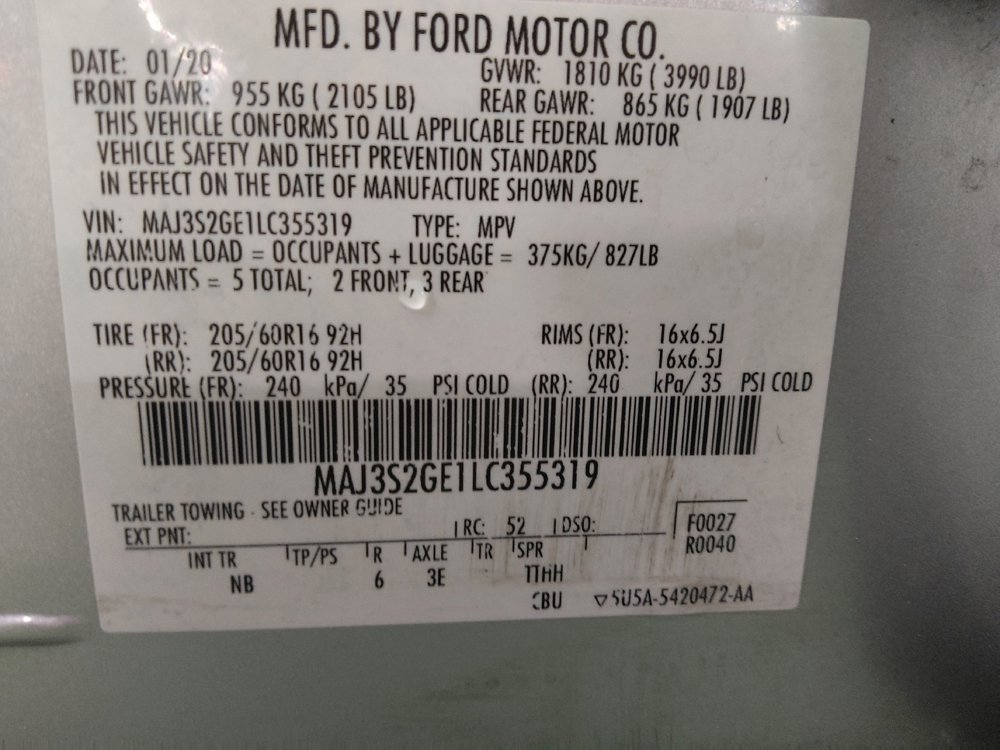 MFD. BY FORD MOTOR CO.
DATE: 01/20 GVWR: 1810 KG ( 3990 LB)
FRONT GAWR: 955 KG ( 2105 LB) REAR GAWR: 865 KG ( 1907 LB)
THIS VEHICLE CONFORMS TO ALL APPLICABLE FEDERAL MOTOR
VEHICLE SAFETY AND THEFT PREVENTION STANDARDS
IN EFFECT ON THE DATE OF MANUFACTURE SHOWN ABOVE.
VIN: MAJ3S2GE1LC355319 TYPE: MPV
MAXIMUM LOAD = OCCUPANTS + LUGGAGE = 375KG/ 827LB
OCCUPANTS = 5 TOTAL; 2 FRONT, 3 REAR
TIRE (FR): 205/60R16 92H RIMS (FR): 16x6.5J
(RR): 205/60R16 92H (RR): 16x6.5J
PRESSURE (FR): 240 kPa/ 35 PSI COLD (RR): 240 kPa/ 35 PSI COLD
MAJ3S2GE1LC355319
TRAILER TOWING - SEE OWNER GUIDE
EXT PNT: RC: 52 DSO: F0027
R0040
INT TR TP/PS R AXLE TR SPR
NB 6 3E TTHH
CBU ▽5U5A-5420472-AA